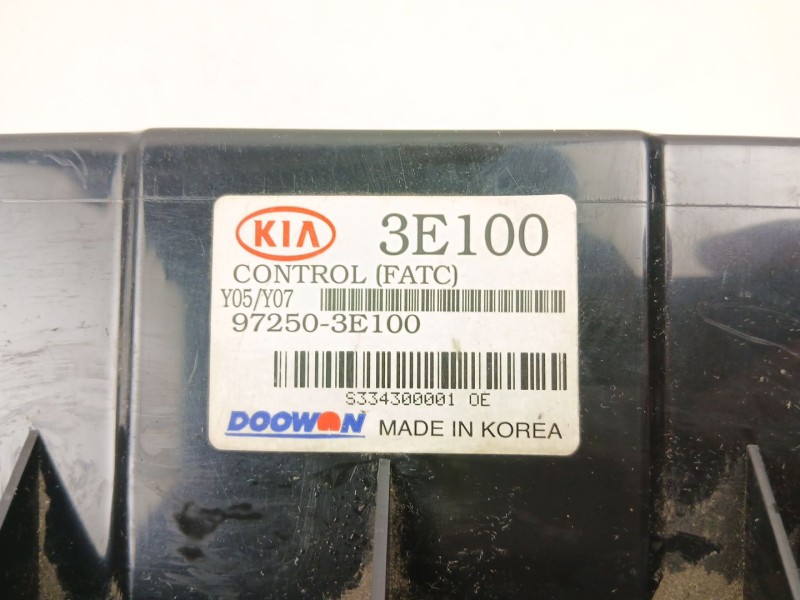 KIA 3E100
CONTROL (FATC)
Y05/Y07
97250-3E100
S334300001 0E
DOOWON MADE IN KOREA